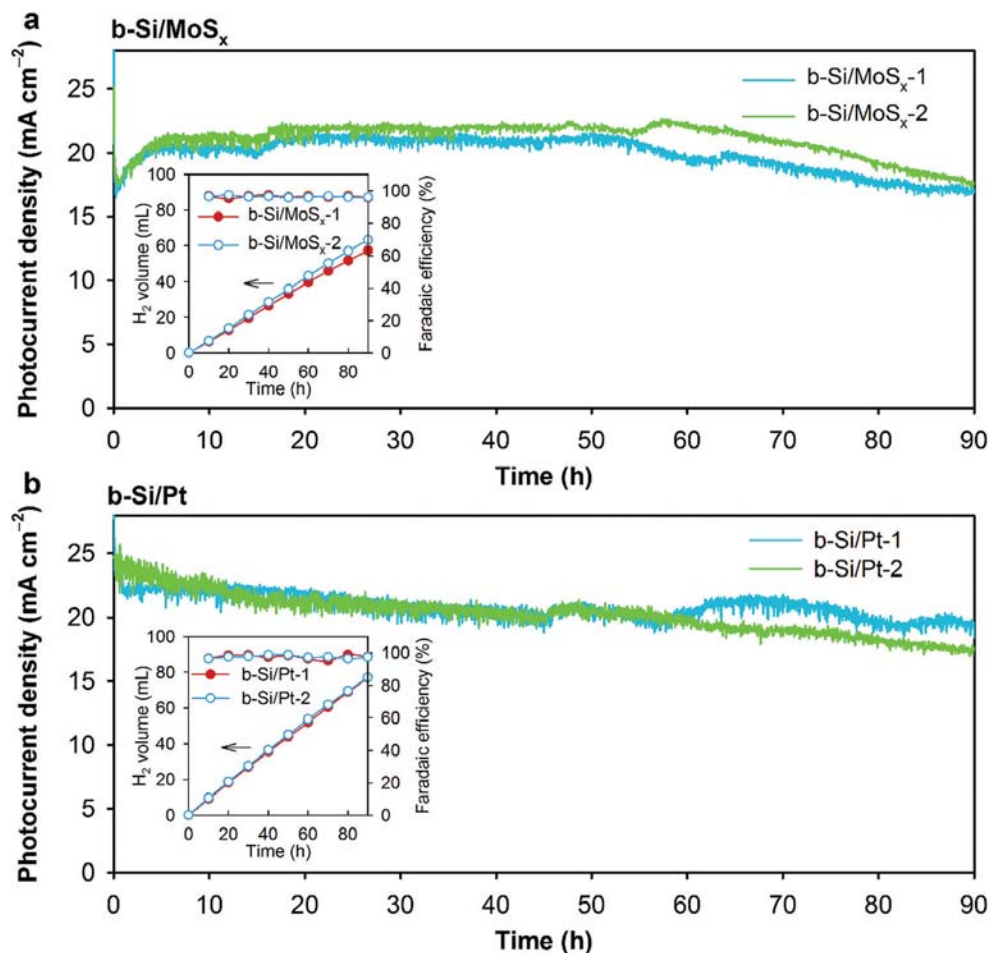 a
b-Si/MoSₓ
Photocurrent density (mA cm⁻²)
25
20
15
10
5
0
b-Si/MoSₓ-1
b-Si/MoSₓ-2
H₂ volume (mL)
100
80
60
40
20
0
b-Si/MoSₓ-1
b-Si/MoSₓ-2
100
80
60
40
20
0
Faradaic efficiency (%)
0 20 40 60 80
Time (h)
0 10 20 30 40 50 60 70 80 90
Time (h)
b
b-Si/Pt
Photocurrent density (mA cm⁻²)
25
20
15
10
5
0
b-Si/Pt-1
b-Si/Pt-2
H₂ volume (mL)
100
80
60
40
20
0
b-Si/Pt-1
b-Si/Pt-2
100
80
60
40
20
0
Faradaic efficiency (%)
0 20 40 60 80
Time (h)
0 10 20 30 40 50 60 70 80 90
Time (h)